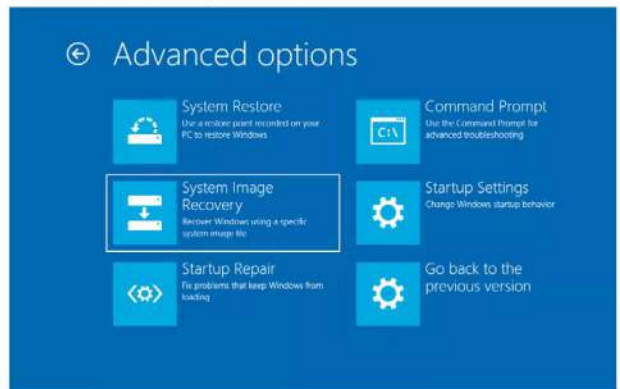 Advanced options
System Restore
Use a restore point recorded on your
PC to restore Windows
System Image
Recovery
Recover Windows using a specific
system image file
Startup Repair
Fix problems that keep Windows from
loading
Command Prompt
Use the Command Prompt for
advanced troubleshooting
C:\
Startup Settings
Change Windows startup behavior
Go back to the
previous version